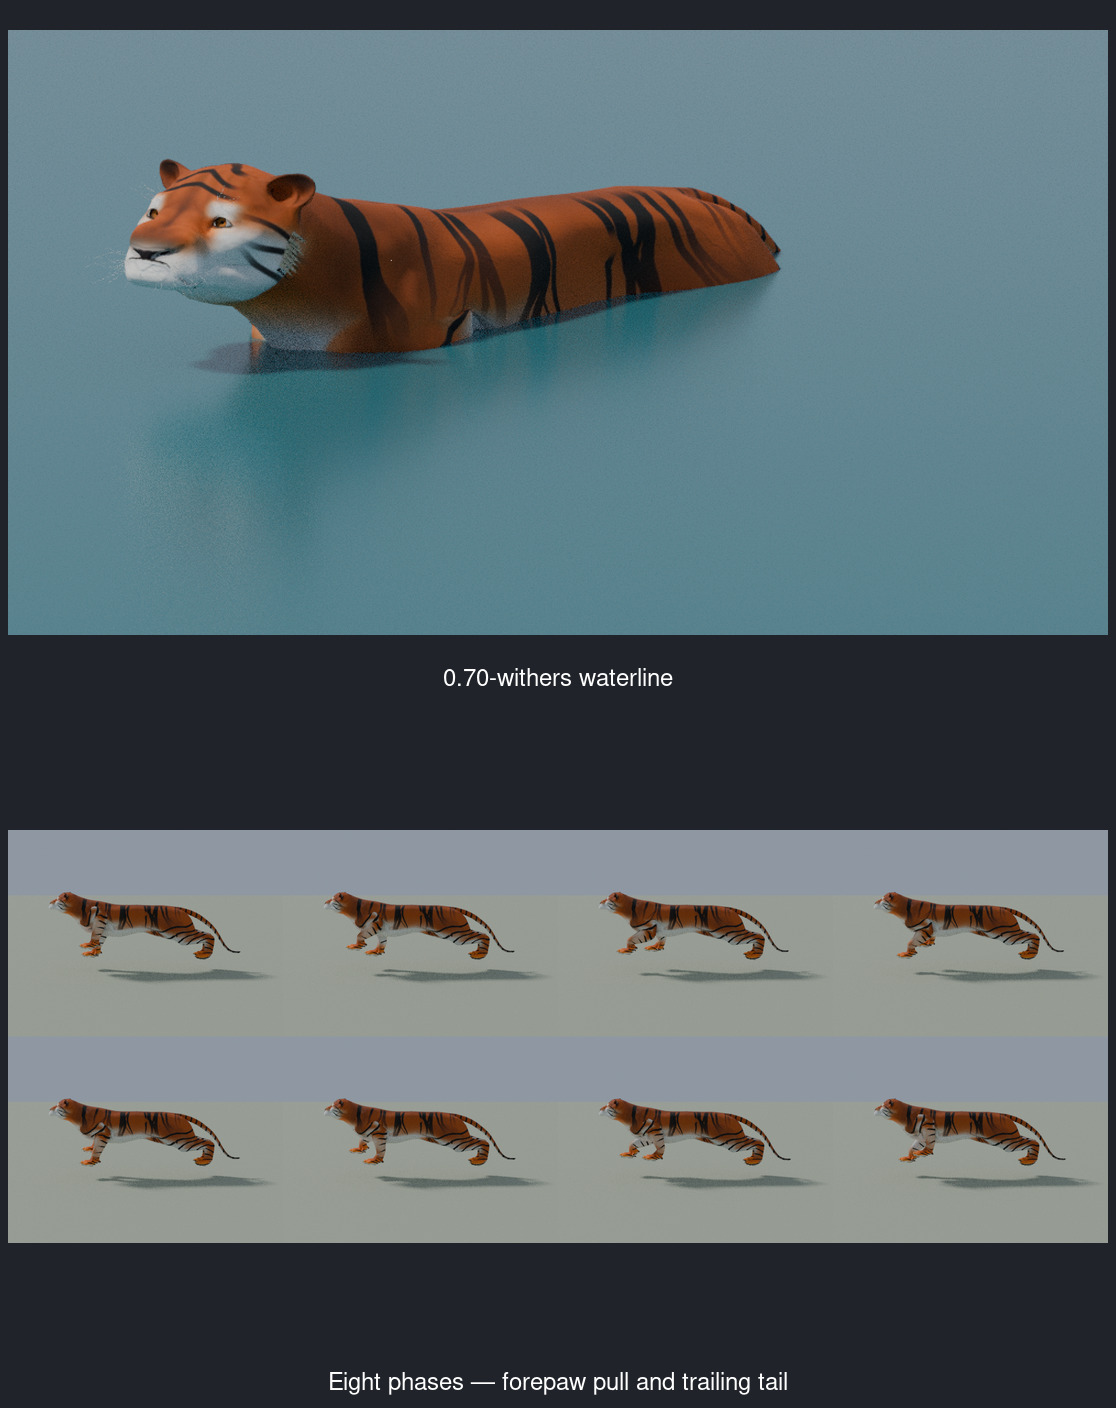 0.70-withers waterline
Eight phases — forepaw pull and trailing tail